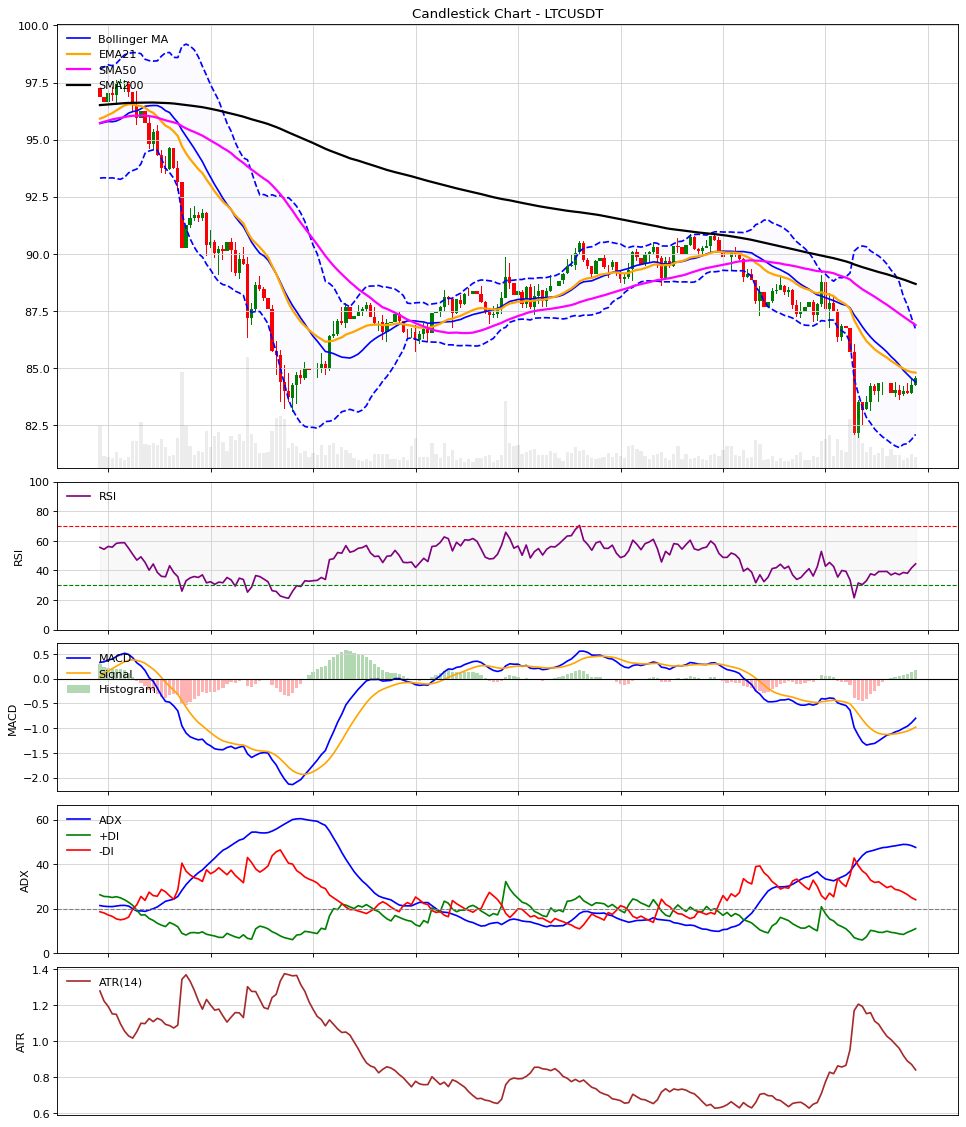 Candlestick Chart - LTCUSDT
100.0
97.5
95.0
92.5
90.0
87.5
85.0
82.5
Bollinger MA
EMA21
SMA50
SMA200
RSI
100
80
60
40
20
0
RSI
MACD
0.5
0.0
−0.5
−1.0
−1.5
−2.0
MACD
Signal
Histogram
ADX
60
40
20
0
ADX
+DI
-DI
ATR
1.4
1.2
1.0
0.8
0.6
ATR(14)